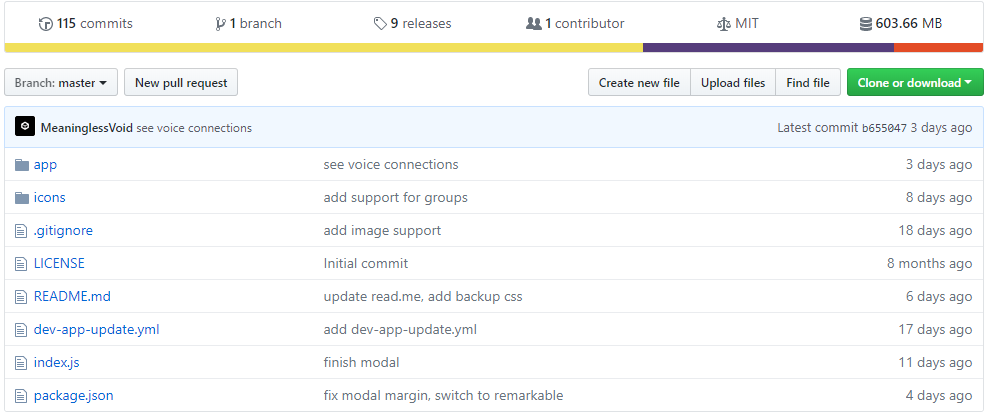 115 commits 1 branch 9 releases 1 contributor MIT 603.66 MB
Branch: master New pull request Create new file Upload files Find file Clone or download
MeaninglessVoid see voice connections Latest commit b655047 3 days ago
app see voice connections 3 days ago
icons add support for groups 8 days ago
.gitignore add image support 18 days ago
LICENSE Initial commit 8 months ago
README.md update read.me, add backup css 6 days ago
dev-app-update.yml add dev-app-update.yml 17 days ago
index.js finish modal 11 days ago
package.json fix modal margin, switch to remarkable 4 days ago